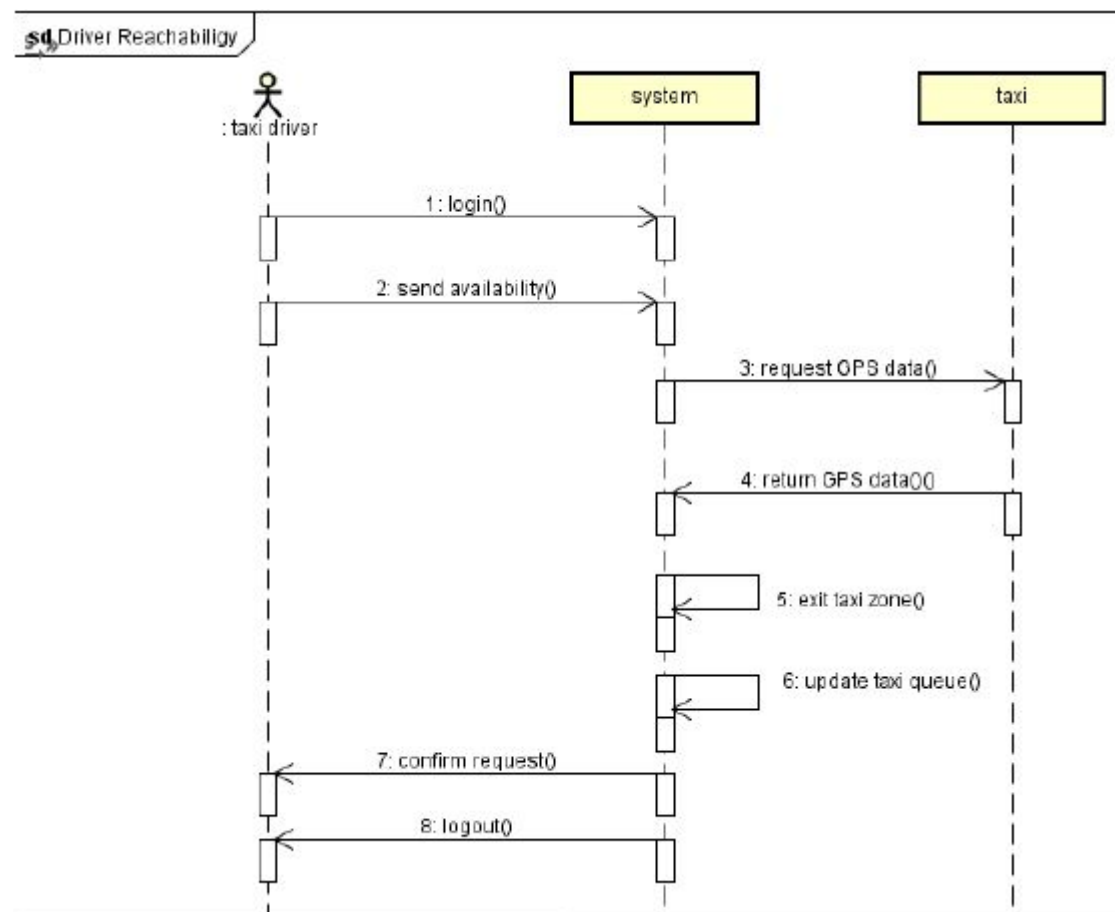 sd Driver Reachabiligy
: taxi driver
system
taxi
1: login()
2: send availability()
3: request GPS data()
4: return GPS data()()
5: exit taxi zone()
6: update taxi queue()
7: confirm request()
8: logout()